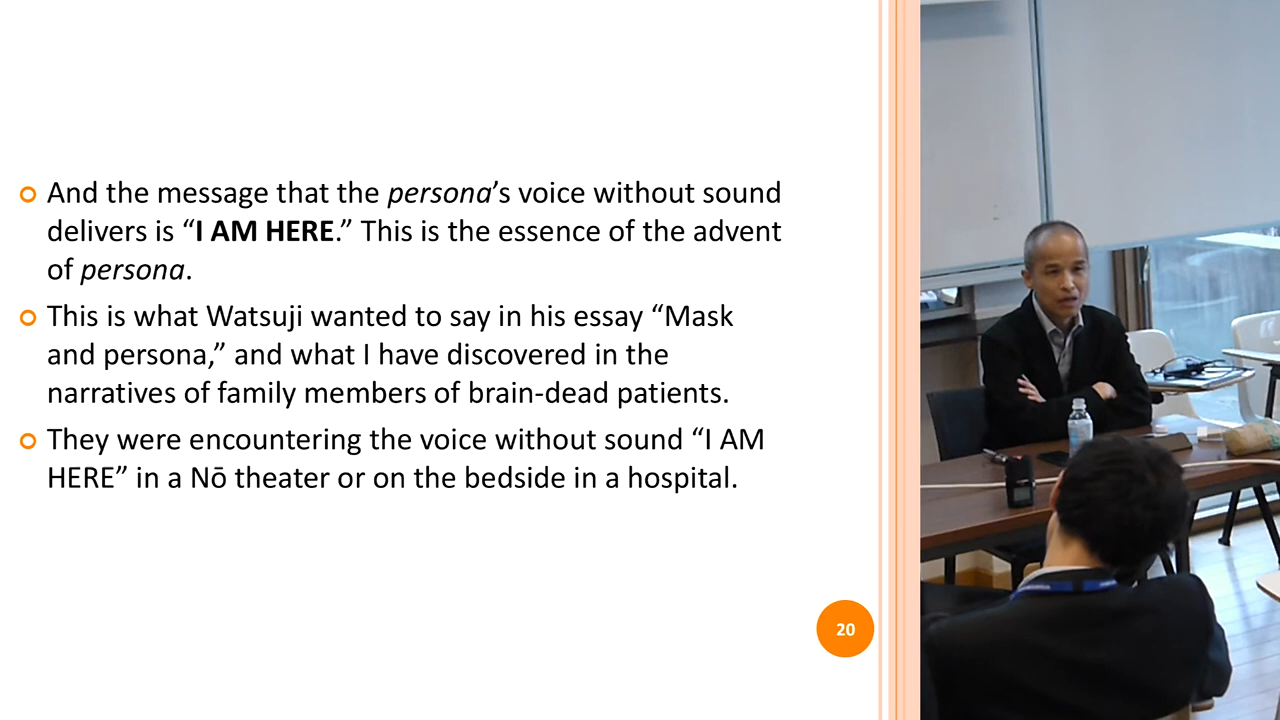 And the message that the persona’s voice without sound
delivers is “I AM HERE.” This is the essence of the advent
of persona.
This is what Watsuji wanted to say in his essay “Mask
and persona,” and what I have discovered in the
narratives of family members of brain-dead patients.
They were encountering the voice without sound “I AM
HERE” in a Nō theater or on the bedside in a hospital.
20